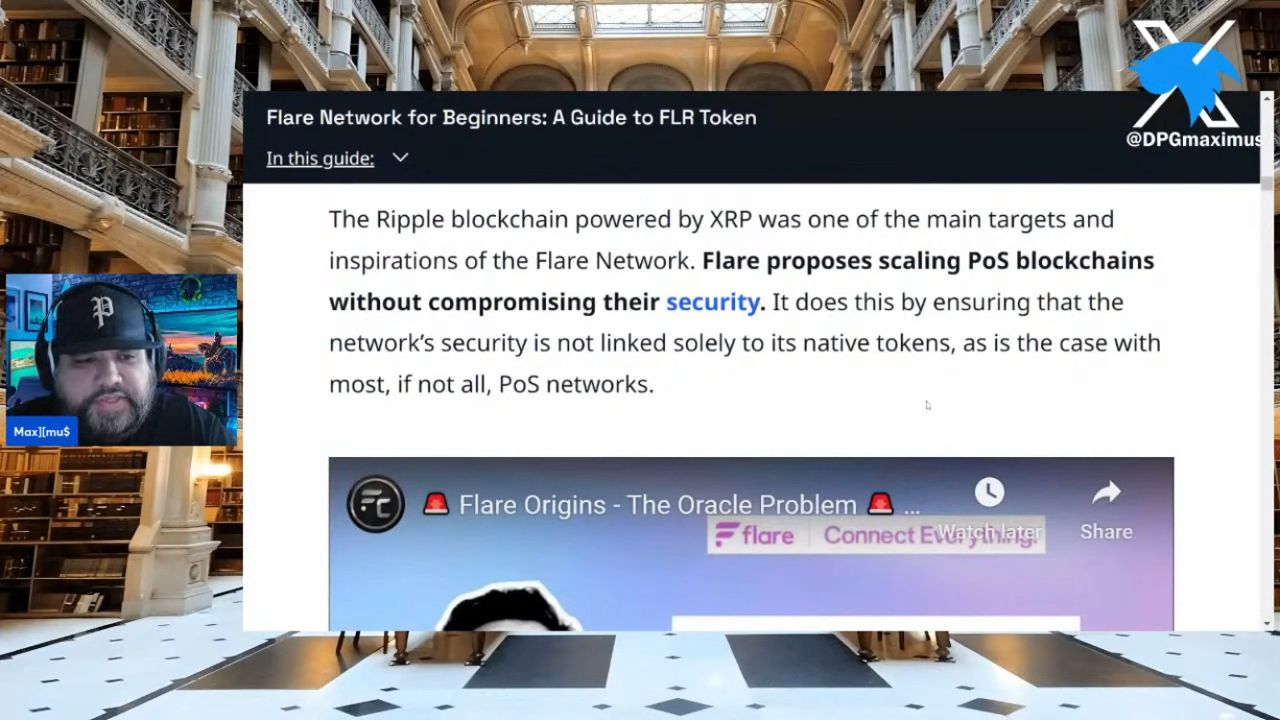 Flare Network for Beginners: A Guide to FLR Token
In this guide:
@DPGmaximus
The Ripple blockchain powered by XRP was one of the main targets and
inspirations of the Flare Network. Flare proposes scaling PoS blockchains
without compromising their security. It does this by ensuring that the
network’s security is not linked solely to its native tokens, as is the case with
most, if not all, PoS networks.
P
Max][mu$
🚨 Flare Origins - The Oracle Problem 🚨 ...
Watch later
Share
flare
Connect Everything.